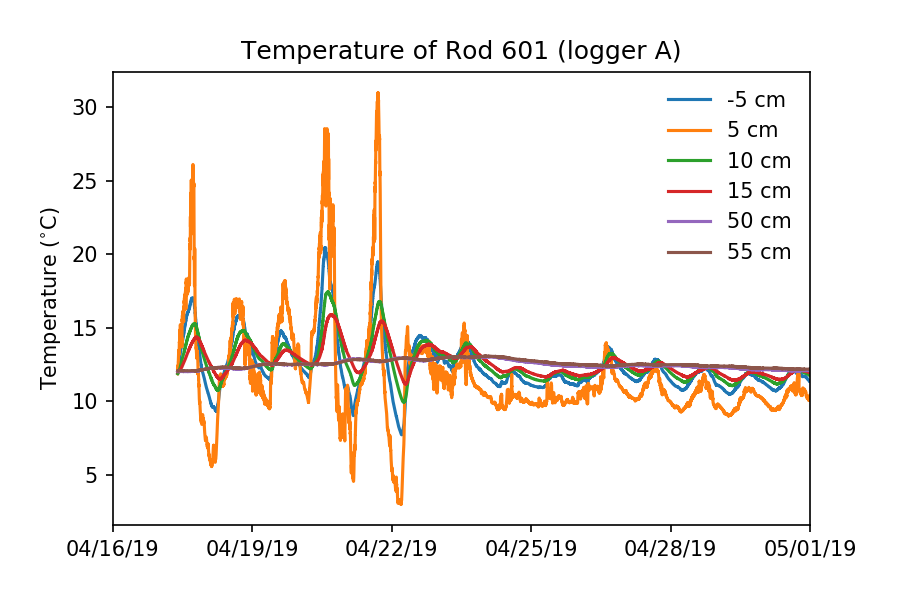 Temperature of Rod 601 (logger A)
30
25
20
15
10
5
Temperature (°C)
-5 cm
5 cm
10 cm
15 cm
50 cm
55 cm
04/16/19 04/19/19 04/22/19 04/25/19 04/28/19 05/01/19